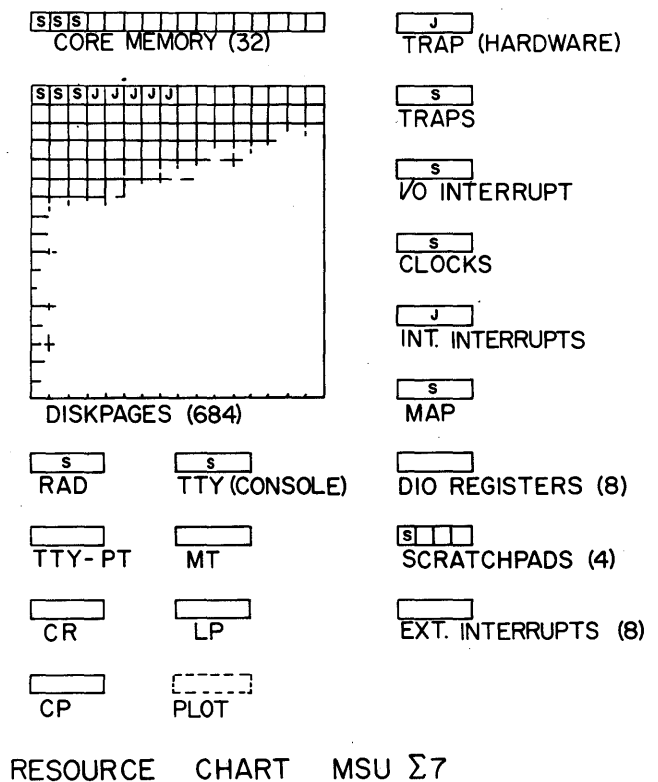 S S S
CORE MEMORY (32)
J
TRAP (HARDWARE)
S S S J J J J J
S
TRAPS
S
I/O INTERRUPT
S
CLOCKS
J
INT. INTERRUPTS
S
MAP
DISKPAGES (684)
S
RAD
S
TTY (CONSOLE)
DIO REGISTERS (8)
TTY-PT
MT
S
SCRATCHPADS (4)
CR
LP
EXT. INTERRUPTS (8)
CP
PLOT
RESOURCE CHART MSU Σ7